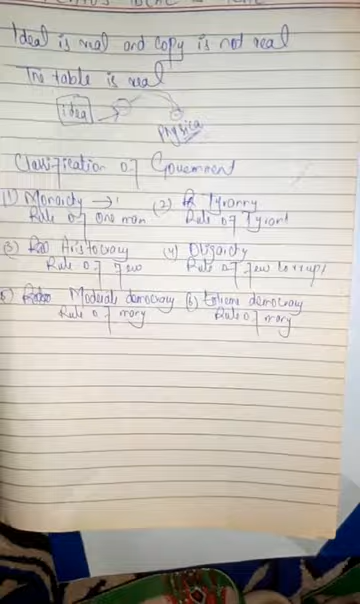 Ideal is real and Copy is not real
The table is real
idea
Physica
Classification of Government
(1) Monarchy → (2) Tyranny
Rule of one man Rule of Tyrant
(3) Aristocracy (4) Oligarchy
Rule of few Rule of few corrupt
(5) Moderate democracy (6) Extreme democracy
Rule of many Rule of many